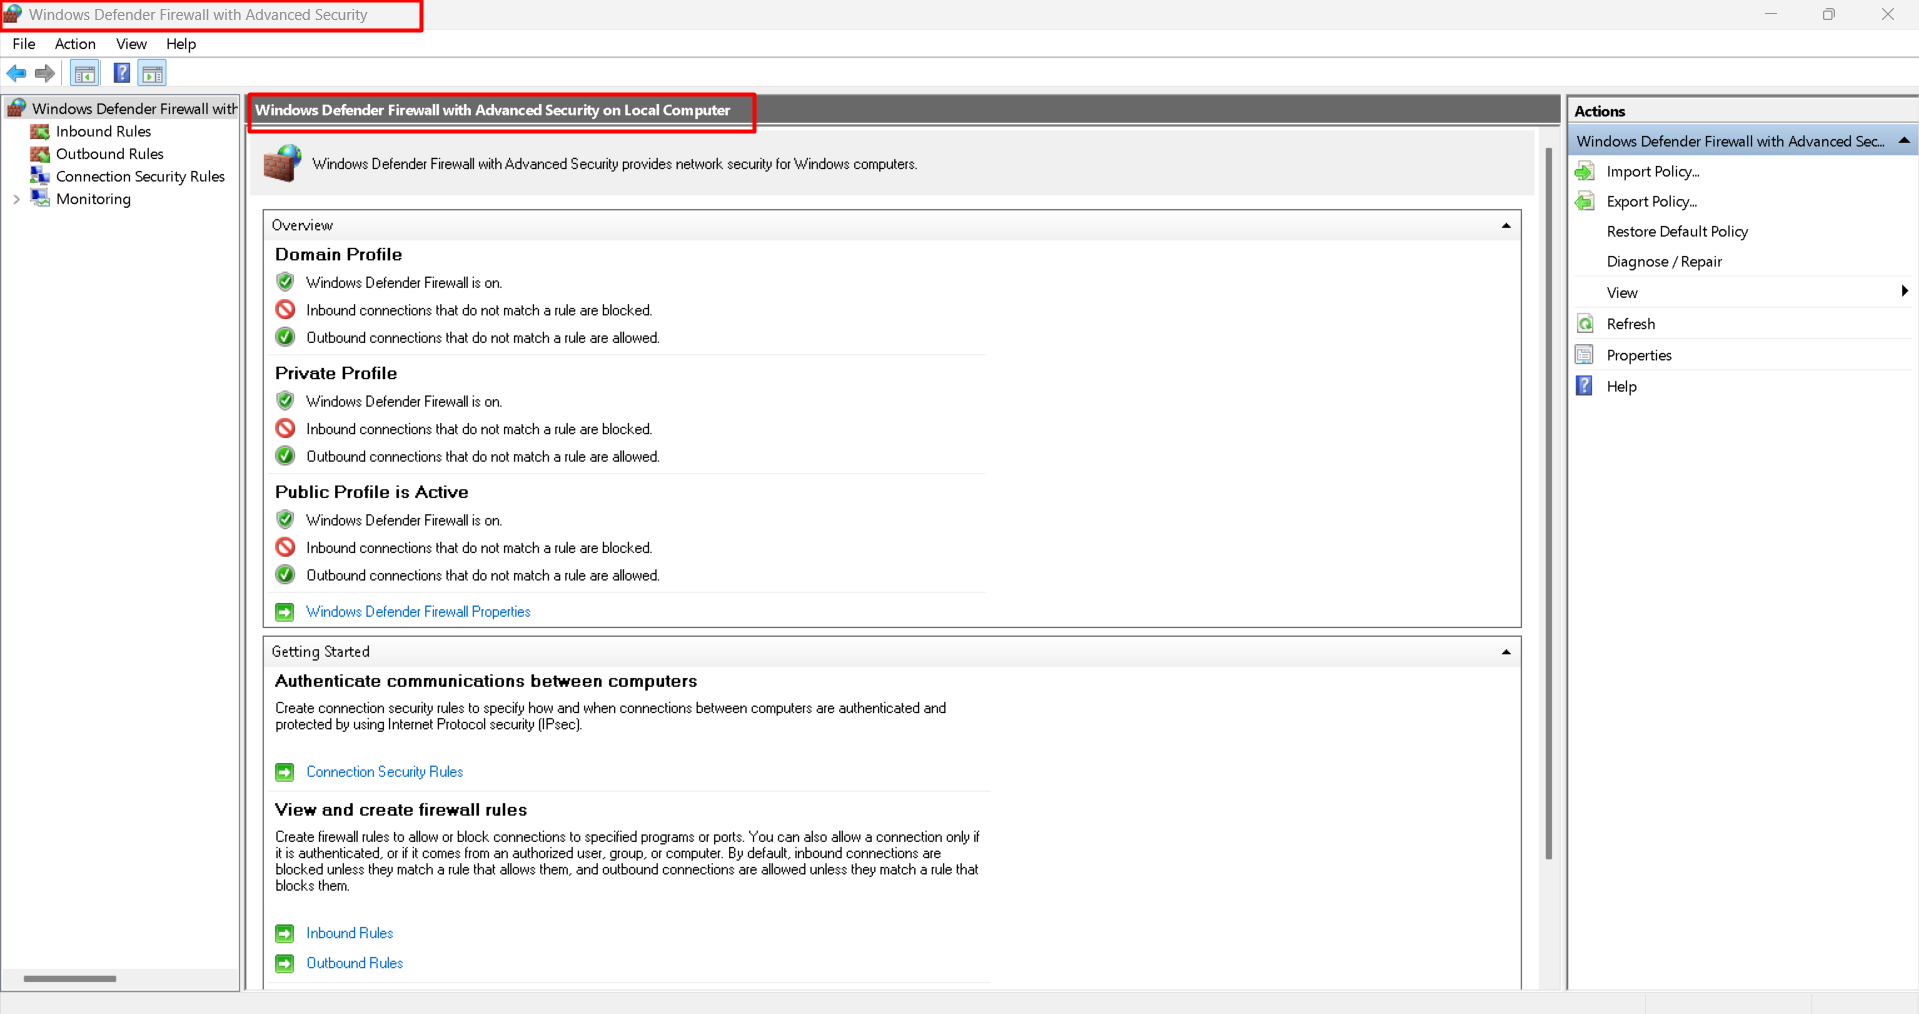 Windows Defender Firewall with Advanced Security
File Action View Help
Windows Defender Firewall with
Inbound Rules
Outbound Rules
Connection Security Rules
Monitoring
Windows Defender Firewall with Advanced Security on Local Computer
Windows Defender Firewall with Advanced Security provides network security for Windows computers.
Overview
Domain Profile
Windows Defender Firewall is on.
Inbound connections that do not match a rule are blocked.
Outbound connections that do not match a rule are allowed.
Private Profile
Windows Defender Firewall is on.
Inbound connections that do not match a rule are blocked.
Outbound connections that do not match a rule are allowed.
Public Profile is Active
Windows Defender Firewall is on.
Inbound connections that do not match a rule are blocked.
Outbound connections that do not match a rule are allowed.
Windows Defender Firewall Properties
Getting Started
Authenticate communications between computers
Create connection security rules to specify how and when connections between computers are authenticated and
protected by using Internet Protocol security (IPsec).
Connection Security Rules
View and create firewall rules
Create firewall rules to allow or block connections to specified programs or ports. You can also allow a connection only if
it is authenticated, or if it comes from an authorized user, group, or computer. By default, inbound connections are
blocked unless they match a rule that allows them, and outbound connections are allowed unless they match a rule that
blocks them.
Inbound Rules
Outbound Rules
Actions
Windows Defender Firewall with Advanced Sec...
Import Policy...
Export Policy...
Restore Default Policy
Diagnose / Repair
View
Refresh
Properties
Help